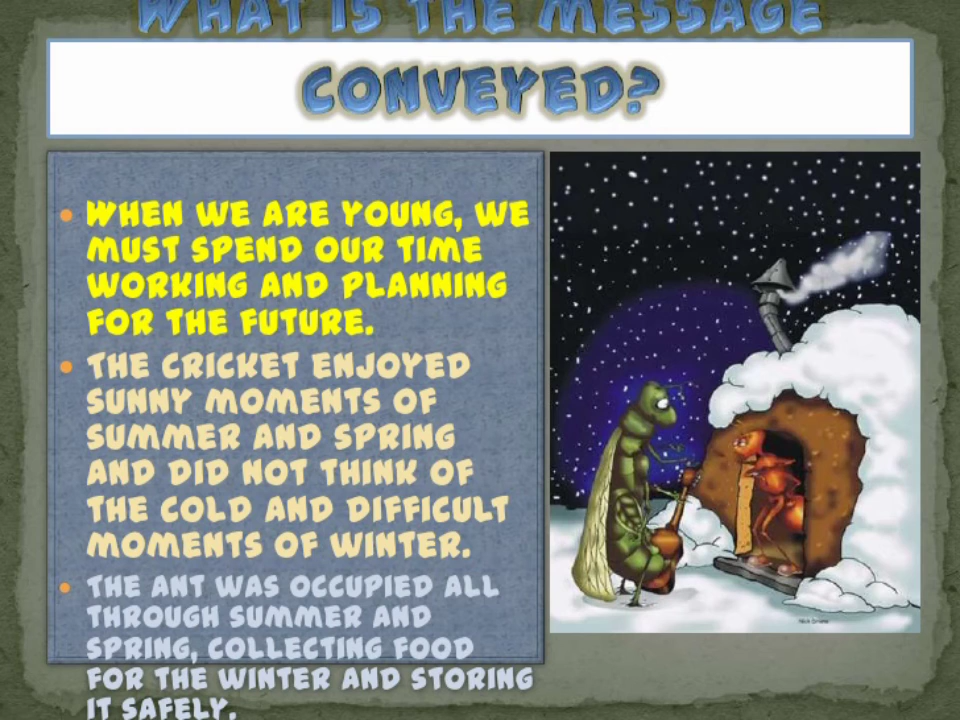 WHAT IS THE MESSAGE
CONVEYED?
• WHEN WE ARE YOUNG, WE
MUST SPEND OUR TIME
WORKING AND PLANNING
FOR THE FUTURE.
• THE CRICKET ENJOYED
SUNNY MOMENTS OF
SUMMER AND SPRING
AND DID NOT THINK OF
THE COLD AND DIFFICULT
MOMENTS OF WINTER.
• THE ANT WAS OCCUPIED ALL
THROUGH SUMMER AND
SPRING, COLLECTING FOOD
FOR THE WINTER AND STORING
IT SAFELY.